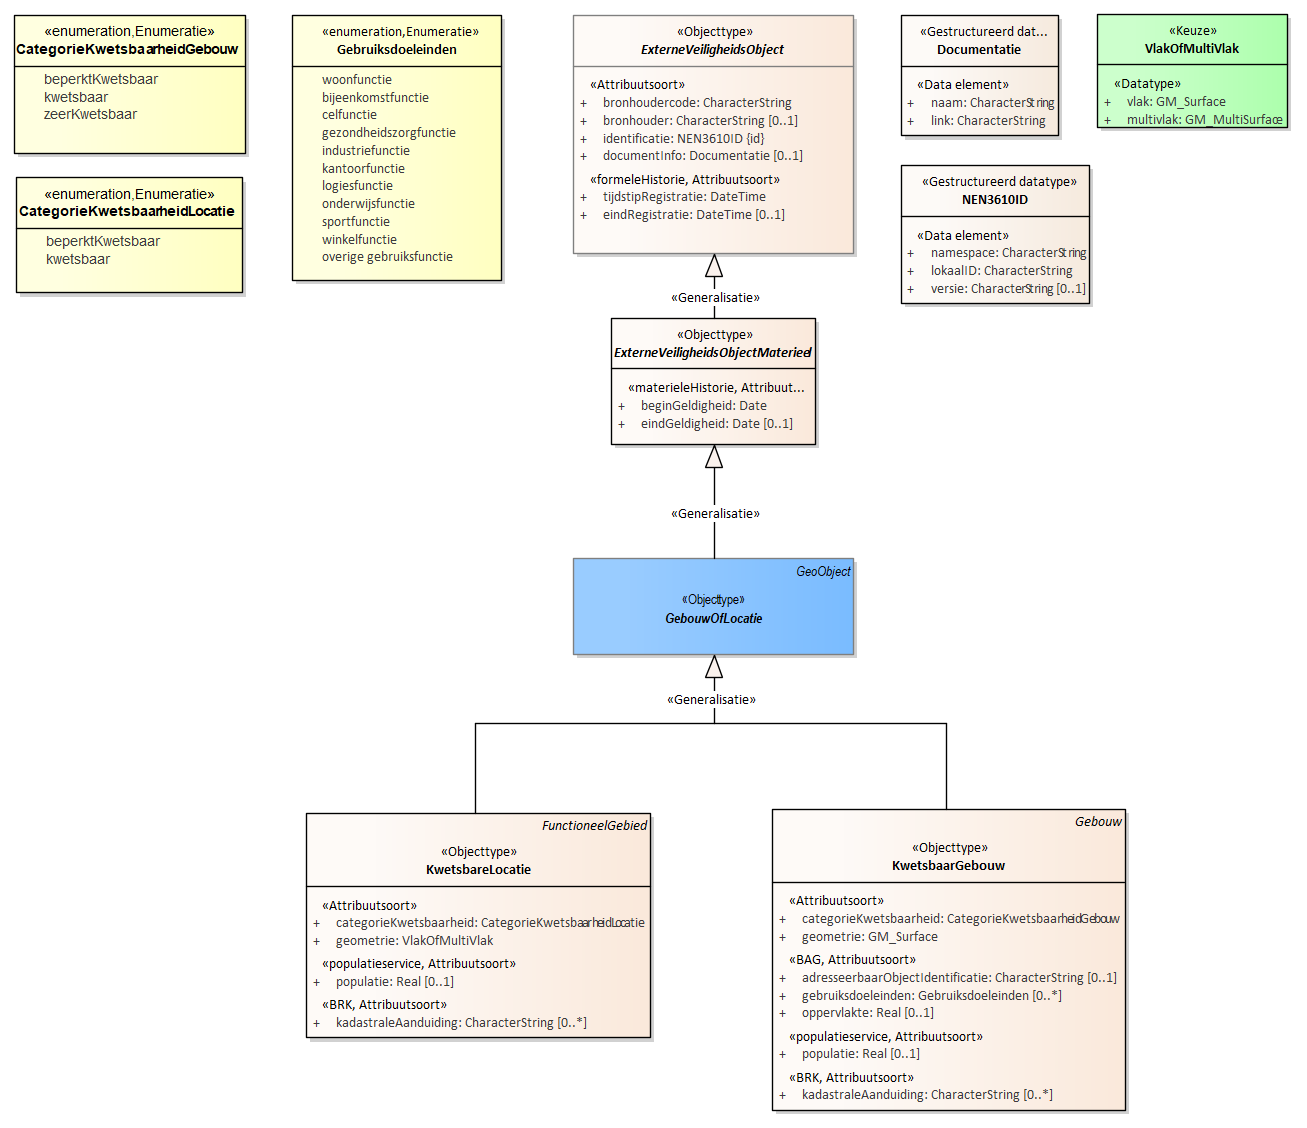 «enumeration,Enumeratie»
CategorieKwetsbaarheidGebouw
beperktKwetsbaar
kwetsbaar
zeerKwetsbaar
«enumeration,Enumeratie»
CategorieKwetsbaarheidLocatie
beperktKwetsbaar
kwetsbaar
«enumeration,Enumeratie»
Gebruiksdoeleinden
woonfunctie
bijeenkomstfunctie
celfunctie
gezondheidszorgfunctie
industriefunctie
kantoorfunctie
logiesfunctie
onderwijsfunctie
sportfunctie
winkelfunctie
overige gebruiksfunctie
«Objecttype»
ExterneVeiligheidsObject
«Attribuutsoort»
+ bronhoudercode: CharacterString
+ bronhouder: CharacterString [0..1]
+ identificatie: NEN3610ID {id}
+ documentInfo: Documentatie [0..1]
«formeleHistorie, Attribuutsoort»
+ tijdstipRegistratie: DateTime
+ eindRegistratie: DateTime [0..1]
«Gestructureerd dat...
Documentatie
«Data element»
+ naam: CharacterString
+ link: CharacterString
«Keuze»
VlakOfMultiVlak
«Datatype»
+ vlak: GM_Surface
+ multivlak: GM_MultiSurface
«Gestructureerd datatype»
NEN3610ID
«Data element»
+ namespace: CharacterString
+ lokaalID: CharacterString
+ versie: CharacterString [0..1]
«Generalisatie»
«Objecttype»
ExterneVeiligheidsObjectMaterieel
«materieleHistorie, Attribuut...
+ beginGeldigheid: Date
+ eindGeldigheid: Date [0..1]
«Generalisatie»
GeoObject
«Objecttype»
GebouwOfLocatie
«Generalisatie»
FunctioneelGebied
«Objecttype»
KwetsbareLocatie
«Attribuutsoort»
+ categorieKwetsbaarheid: CategorieKwetsbaarheidLocatie
+ geometrie: VlakOfMultiVlak
«populatieservice, Attribuutsoort»
+ populatie: Real [0..1]
«BRK, Attribuutsoort»
+ kadastraleAanduiding: CharacterString [0..*]
Gebouw
«Objecttype»
KwetsbaarGebouw
«Attribuutsoort»
+ categorieKwetsbaarheid: CategorieKwetsbaarheidGebouw
+ geometrie: GM_Surface
«BAG, Attribuutsoort»
+ adresseerbaarObjectIdentificatie: CharacterString [0..1]
+ gebruiksdoeleinden: Gebruiksdoeleinden [0..*]
+ oppervlakte: Real [0..1]
«populatieservice, Attribuutsoort»
+ populatie: Real [0..1]
«BRK, Attribuutsoort»
+ kadastraleAanduiding: CharacterString [0..*]